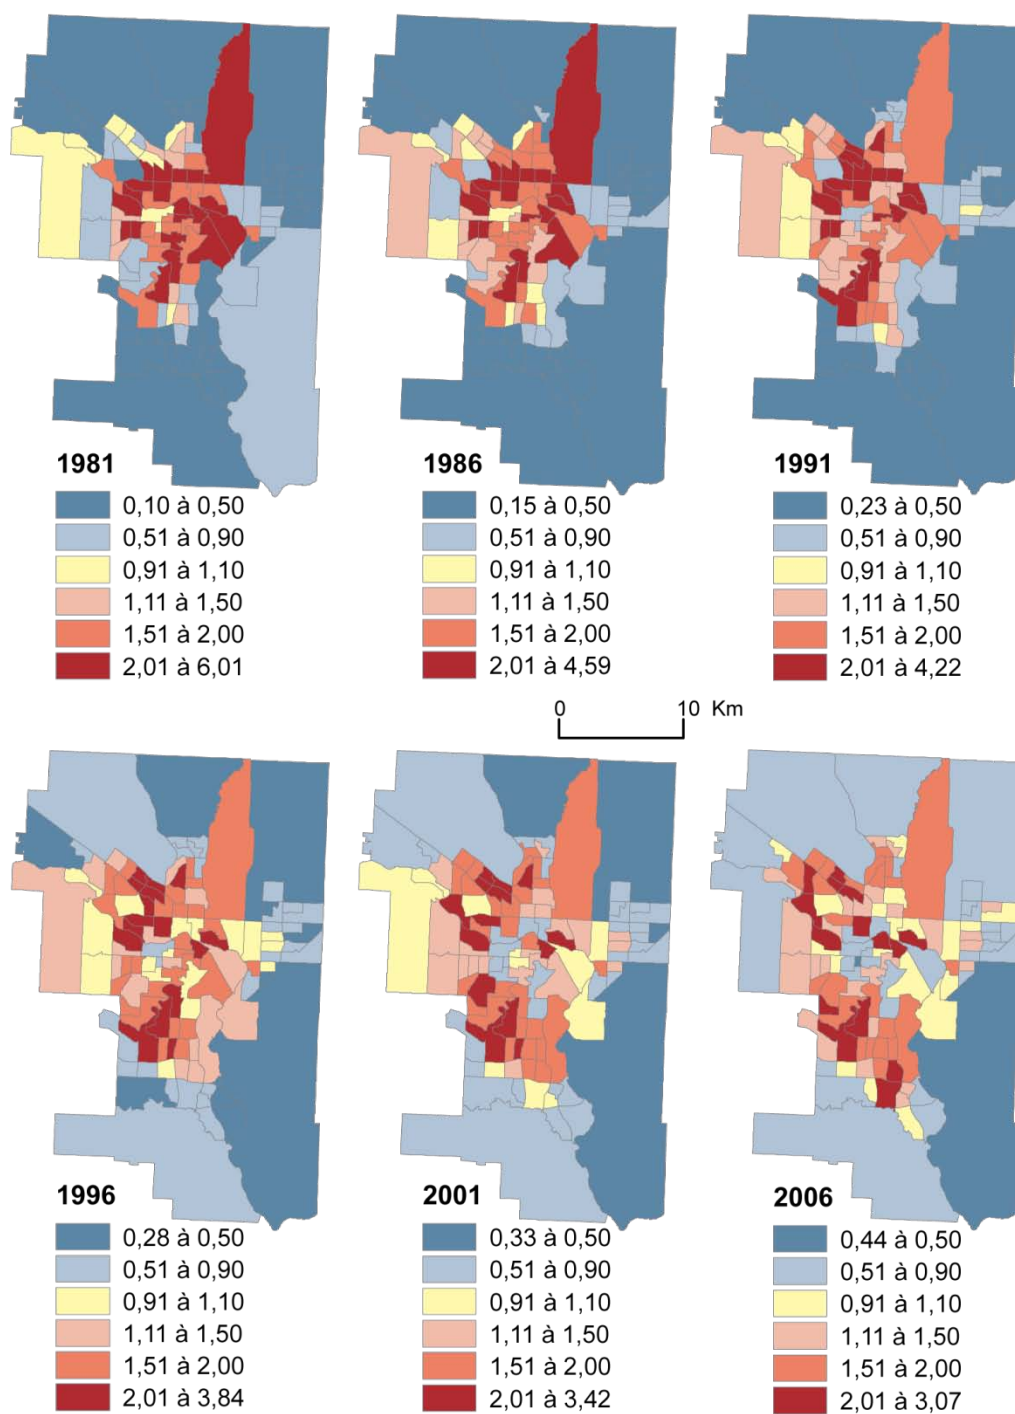 1981
0,10 à 0,50
0,51 à 0,90
0,91 à 1,10
1,11 à 1,50
1,51 à 2,00
2,01 à 6,01
1986
0,15 à 0,50
0,51 à 0,90
0,91 à 1,10
1,11 à 1,50
1,51 à 2,00
2,01 à 4,59
1991
0,23 à 0,50
0,51 à 0,90
0,91 à 1,10
1,11 à 1,50
1,51 à 2,00
2,01 à 4,22
0 10 Km
1996
0,28 à 0,50
0,51 à 0,90
0,91 à 1,10
1,11 à 1,50
1,51 à 2,00
2,01 à 3,84
2001
0,33 à 0,50
0,51 à 0,90
0,91 à 1,10
1,11 à 1,50
1,51 à 2,00
2,01 à 3,42
2006
0,44 à 0,50
0,51 à 0,90
0,91 à 1,10
1,11 à 1,50
1,51 à 2,00
2,01 à 3,07